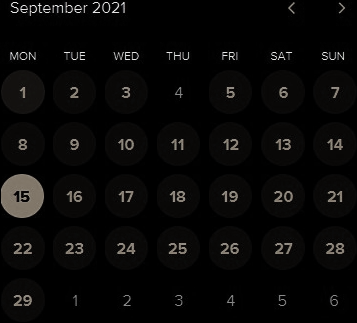 September 2021
MON TUE WED THU FRI SAT SUN
1 2 3 4 5 6 7
8 9 10 11 12 13 14
15 16 17 18 19 20 21
22 23 24 25 26 27 28
29 1 2 3 4 5 6